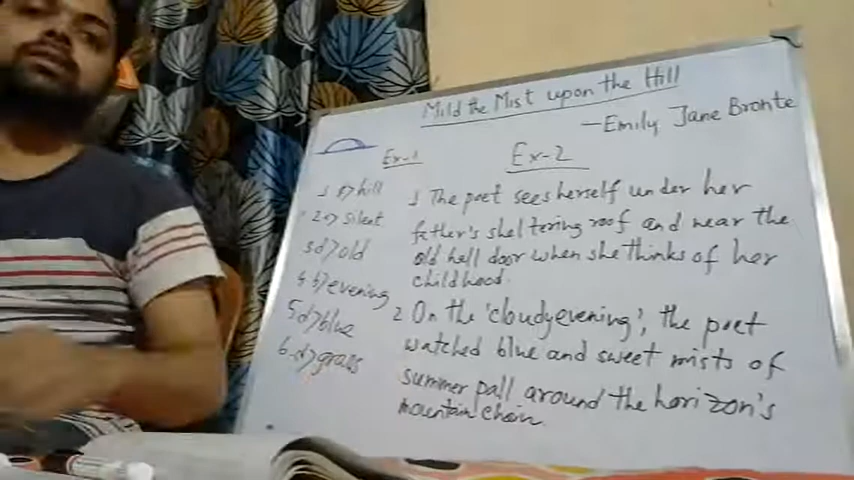 Mild the Mist upon the Hill
— Emily Jane Bronte
Ex-1
1 b> hill
2 a> silent
3 d> old
4 b> evening
5 d> blue
6 d> grass
Ex-2
1 The poet sees herself under her
father's sheltering roof and near the
old hall door when she thinks of her
childhood.
2 On the 'cloudy evening', the poet
watched blue and sweet mists of
summer pall around the horizon's
mountain chain.